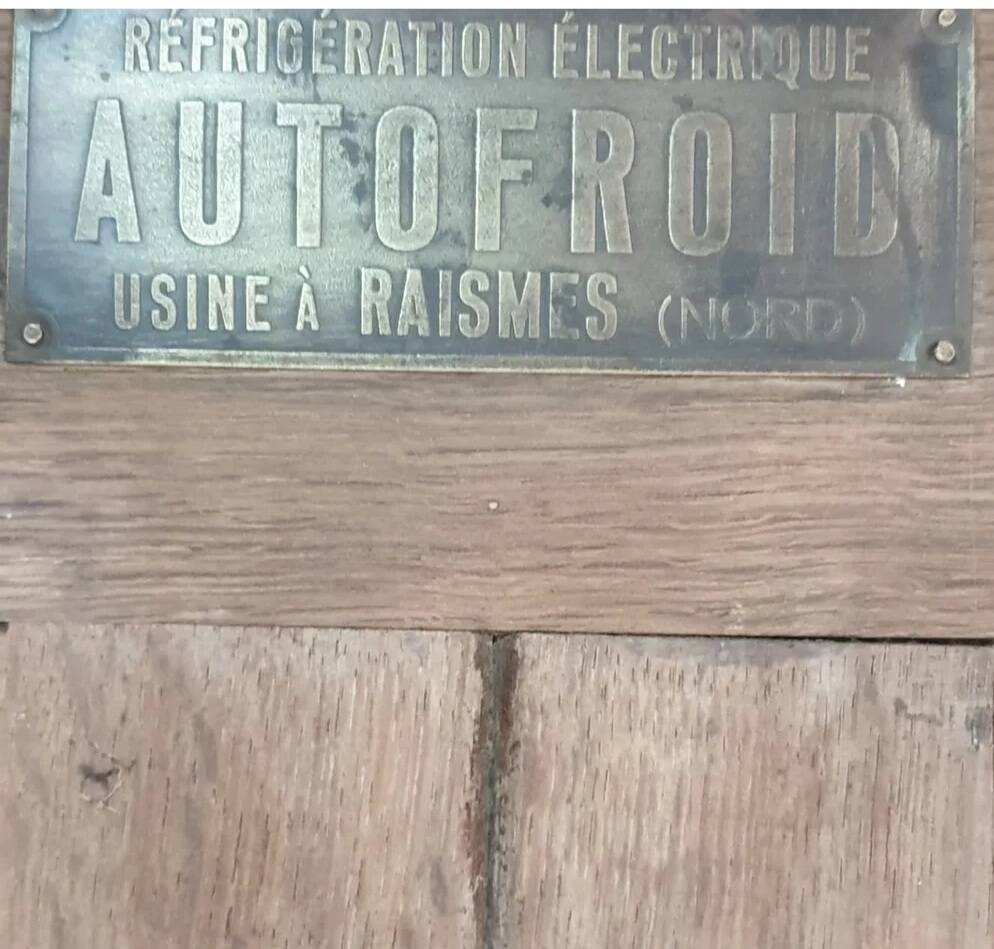 RÉFRIGÉRATION ÉLECTRIQUE
AUTOFROID
USINE À RAISMES (NORD)